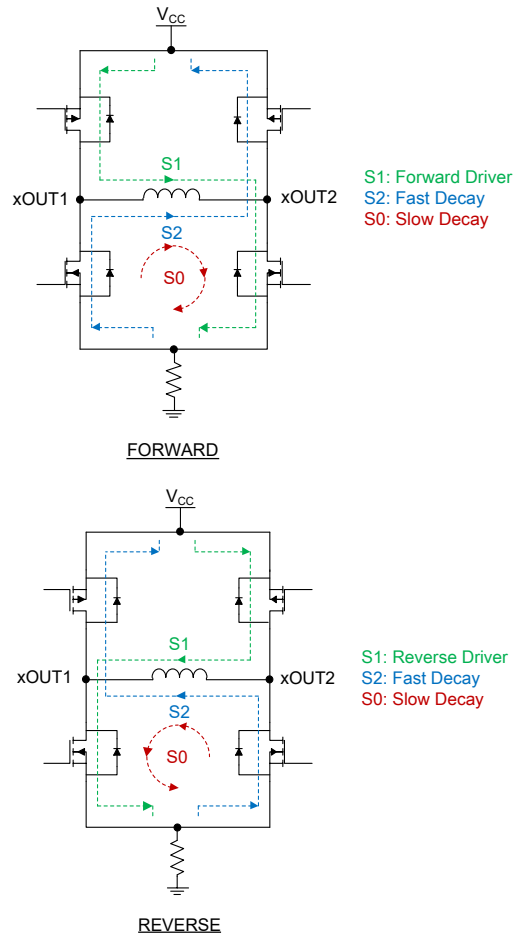 VCC
S1
xOUT1
xOUT2
S2
S0
S1: Forward Driver
S2: Fast Decay
S0: Slow Decay
FORWARD
VCC
S1
xOUT1
xOUT2
S2
S0
S1: Reverse Driver
S2: Fast Decay
S0: Slow Decay
REVERSE